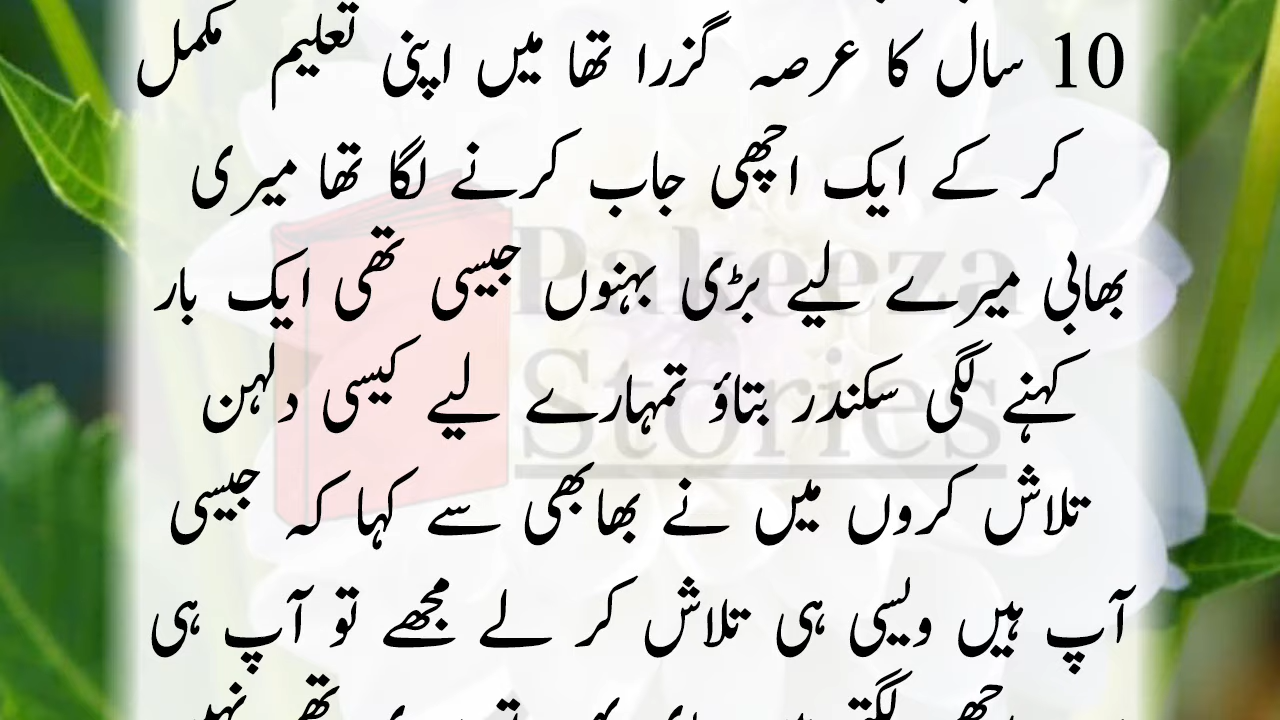 10 سال کا عرصہ گزرا تھا میں اپنی تعلیم مکمل
کر کے ایک اچھی جاب کرنے لگا تھا میری
بھابی میرے لیے بڑی بہنوں جیسی تھی ایک بار
کہنے لگی سکندر بتاؤ تمہارے لیے کیسی دلہن
تلاش کروں میں نے بھابھی سے کہا کہ جیسی
آپ ہیں ویسی ہی تلاش کر لے مجھے تو آپ ہی
Pakeeza
Stories